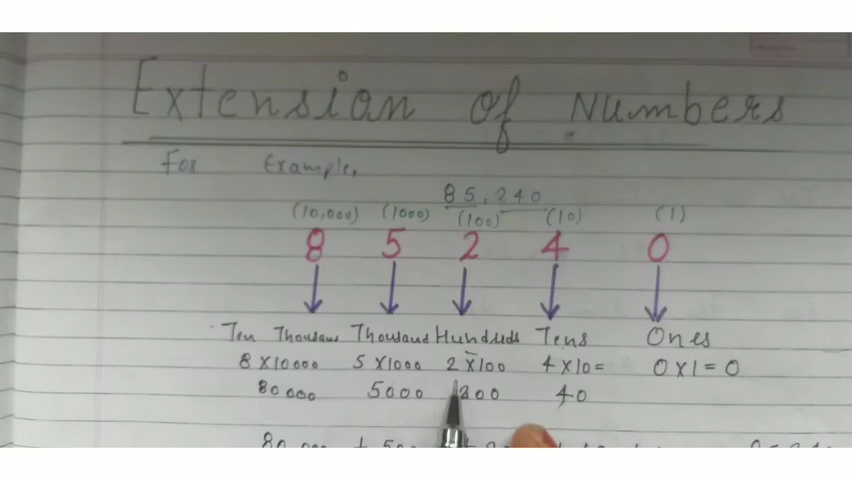 Extension of Numbers
For Example,
85,240
(10,000) (1000) (100) (10) (1)
8 5 2 4 0
Ten Thousand Thousand Hundreds Tens Ones
8 X 10000 5 X 1000 2 X 100 4 X 10 = 0 X 1 = 0
80000 5000 200 40